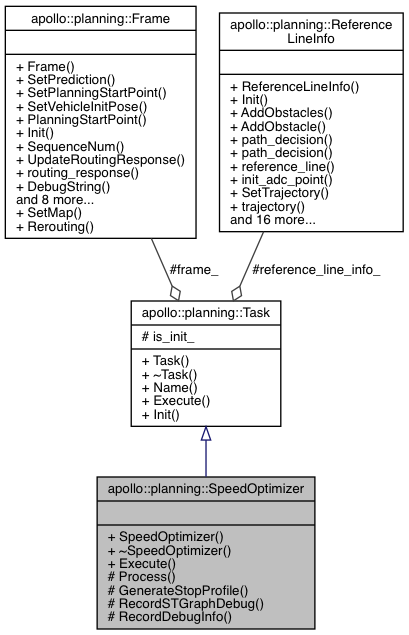 apollo::planning::Frame
+ Frame()
+ SetPrediction()
+ SetPlanningStartPoint()
+ SetVehicleInitPose()
+ PlanningStartPoint()
+ Init()
+ SequenceNum()
+ UpdateRoutingResponse()
+ routing_response()
+ DebugString()
and 8 more...
+ SetMap()
+ Rerouting()
apollo::planning::Reference
LineInfo
+ ReferenceLineInfo()
+ Init()
+ AddObstacles()
+ AddObstacle()
+ path_decision()
+ path_decision()
+ reference_line()
+ init_adc_point()
+ SetTrajectory()
+ trajectory()
and 16 more...
#frame_
#reference_line_info_
apollo::planning::Task
# is_init_
+ Task()
+ ~Task()
+ Name()
+ Execute()
+ Init()
apollo::planning::SpeedOptimizer
+ SpeedOptimizer()
+ ~SpeedOptimizer()
+ Execute()
# Process()
# GenerateStopProfile()
# RecordSTGraphDebug()
# RecordDebugInfo()